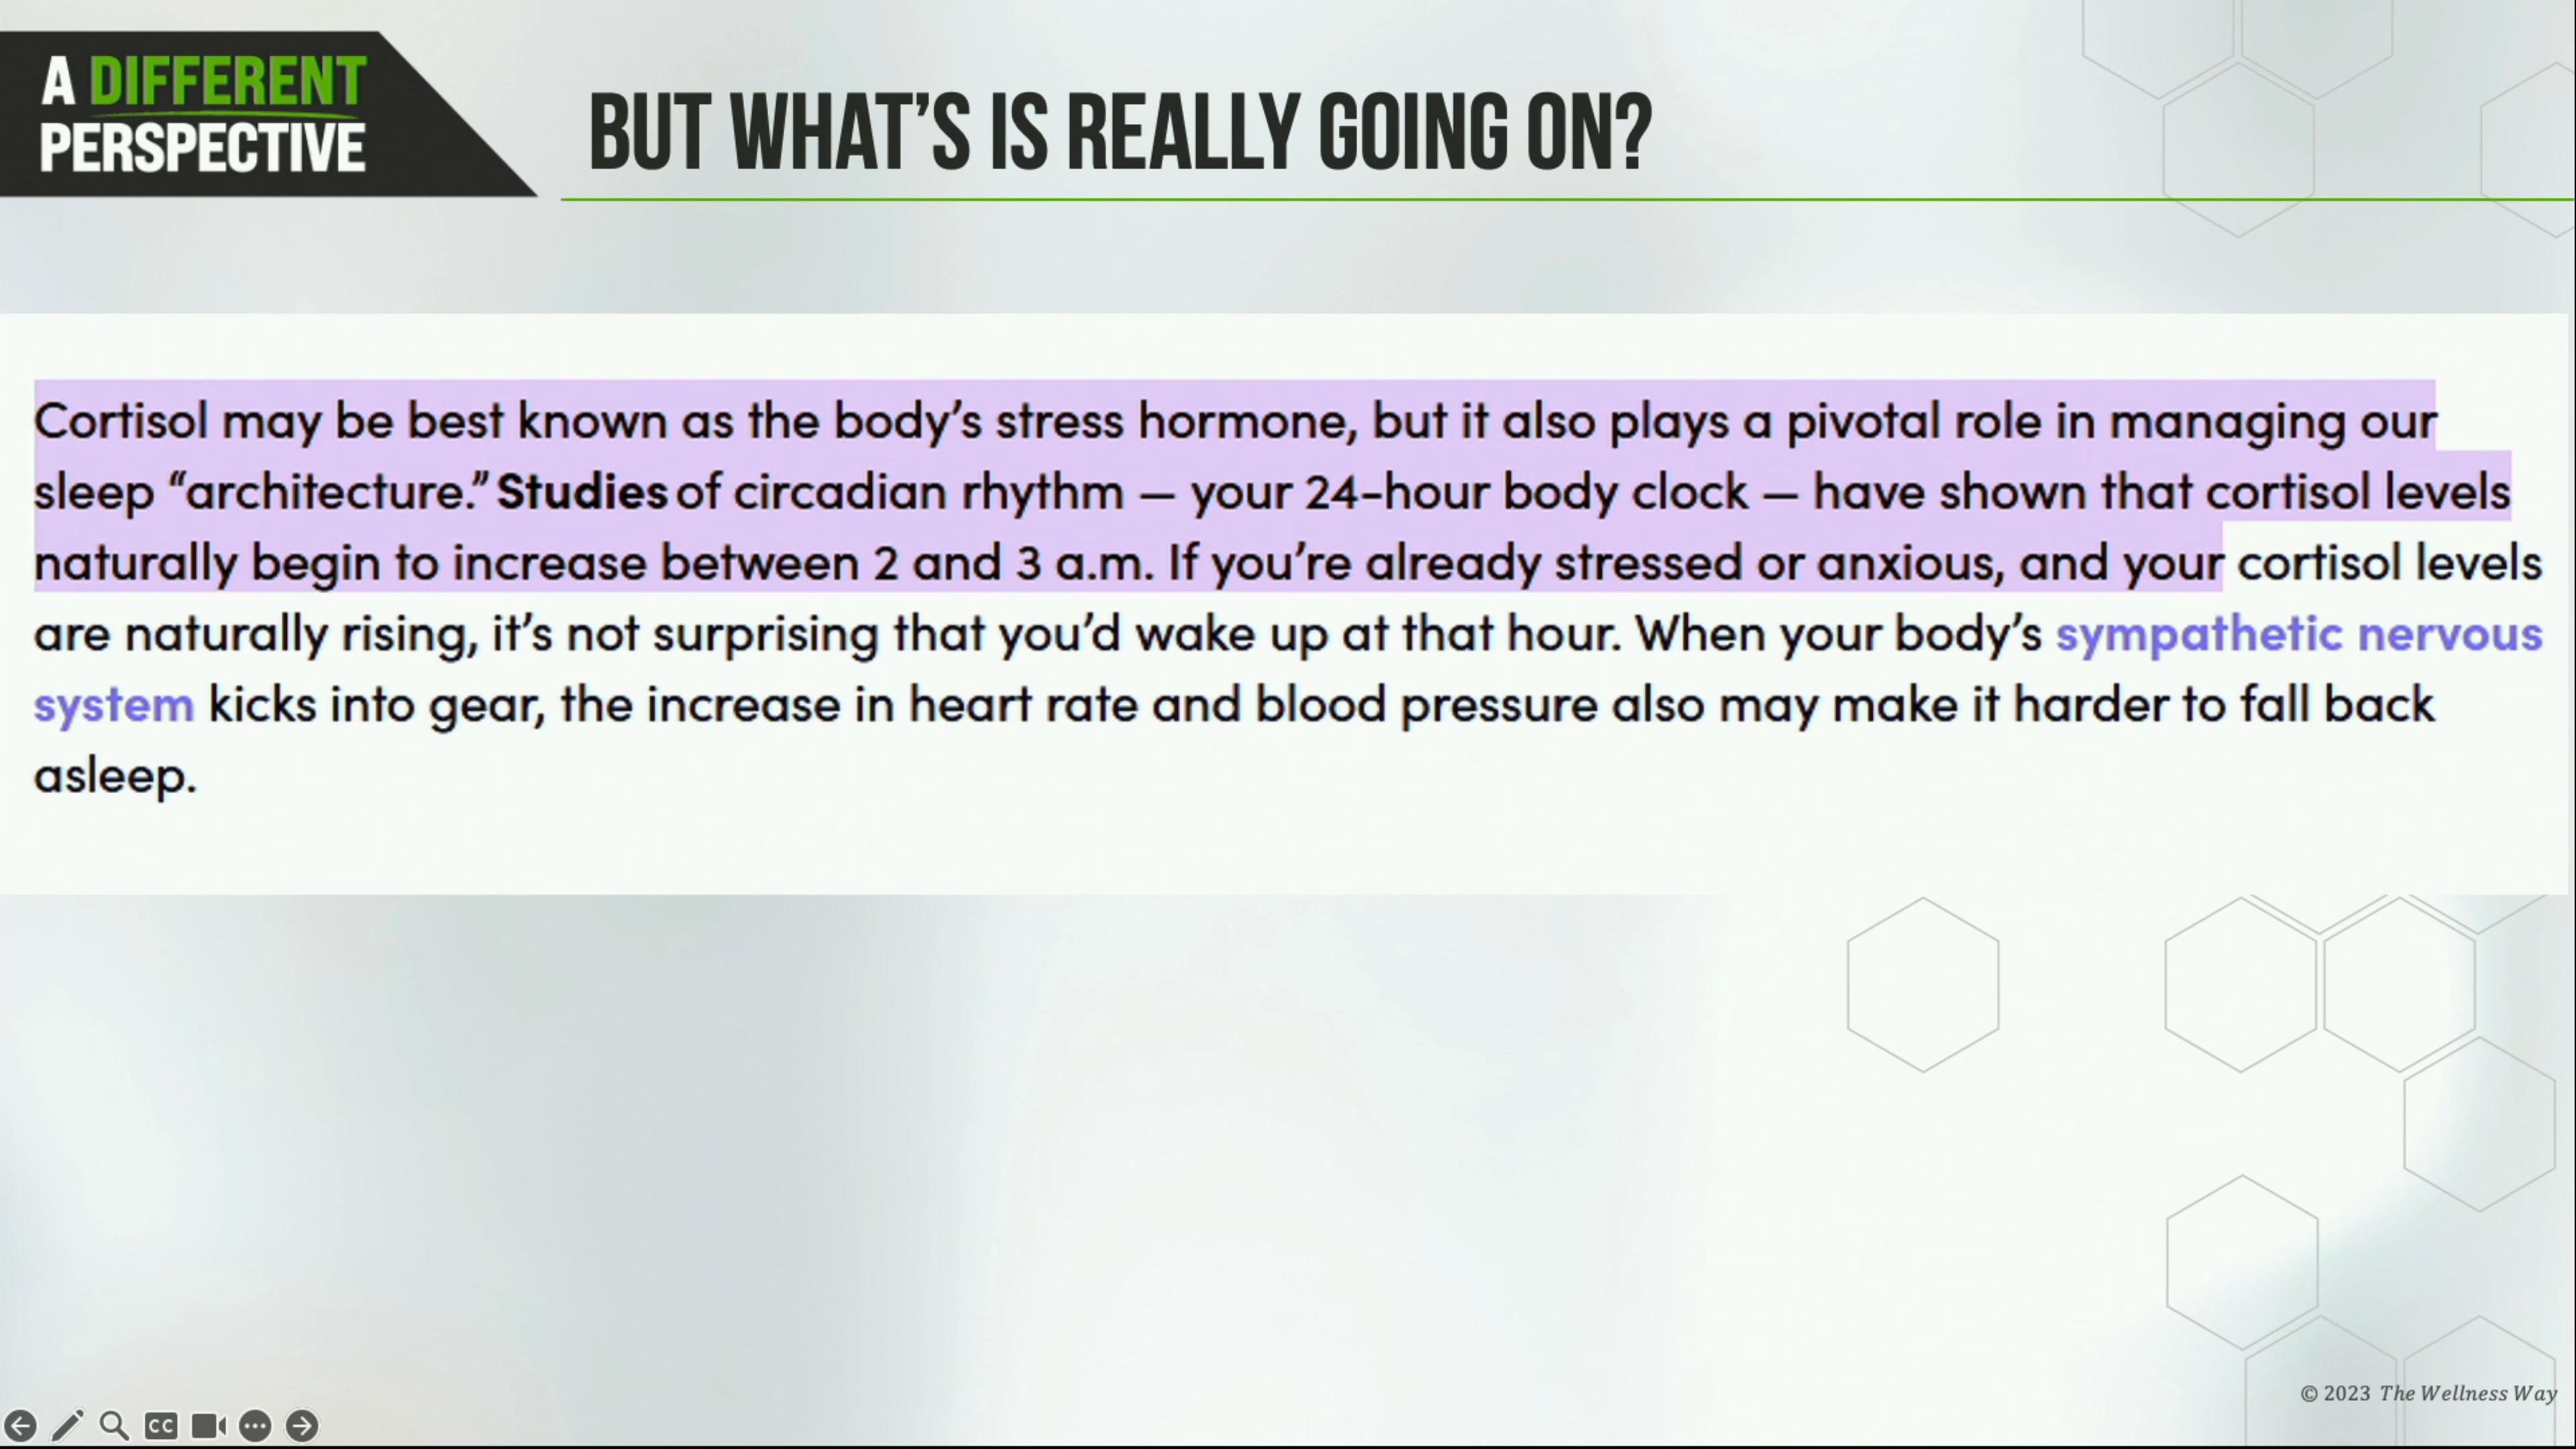 A DIFFERENT
PERSPECTIVE
BUT WHAT'S IS REALLY GOING ON?
Cortisol may be best known as the body's stress hormone, but it also plays a pivotal role in managing our
sleep “architecture.” Studies of circadian rhythm — your 24-hour body clock — have shown that cortisol levels
naturally begin to increase between 2 and 3 a.m. If you're already stressed or anxious, and your cortisol levels
are naturally rising, it's not surprising that you'd wake up at that hour. When your body's sympathetic nervous
system kicks into gear, the increase in heart rate and blood pressure also may make it harder to fall back
asleep.
© 2023 The Wellness Way
CC